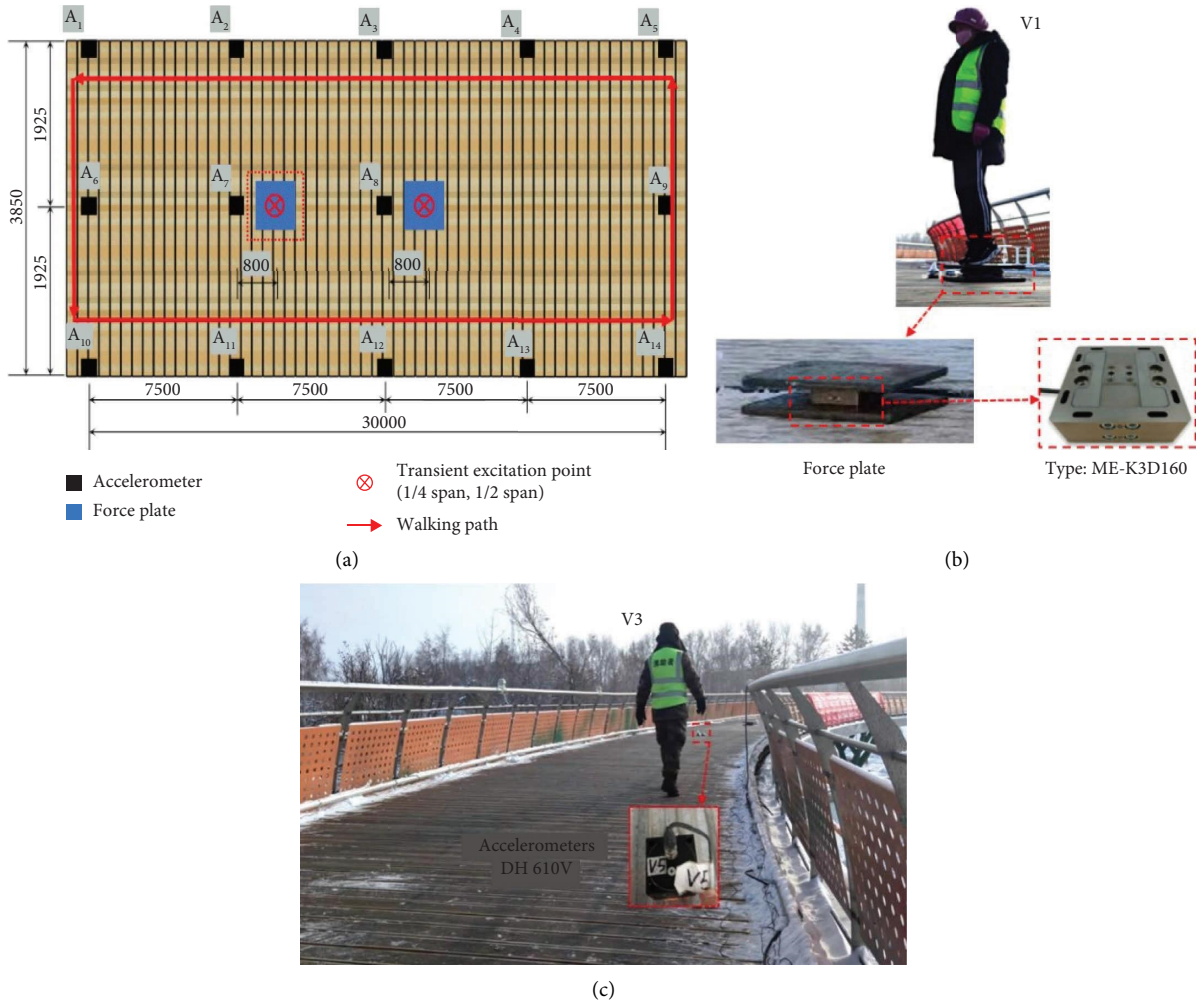 A₁ A₂ A₃ A₄ A₅
V1
1925
3850
A₆ A₇ A₈ A₉
1925
800 800
A₁₀ A₁₁ A₁₂ A₁₃ A₁₄
7500 7500 7500 7500
30000
Accelerometer
Force plate
Transient excitation point
(1/4 span, 1/2 span)
Walking path
Force plate
Type: ME-K3D160
(a)
(b)
V3
Accelerometers
DH 610V
V5
V5
(c)